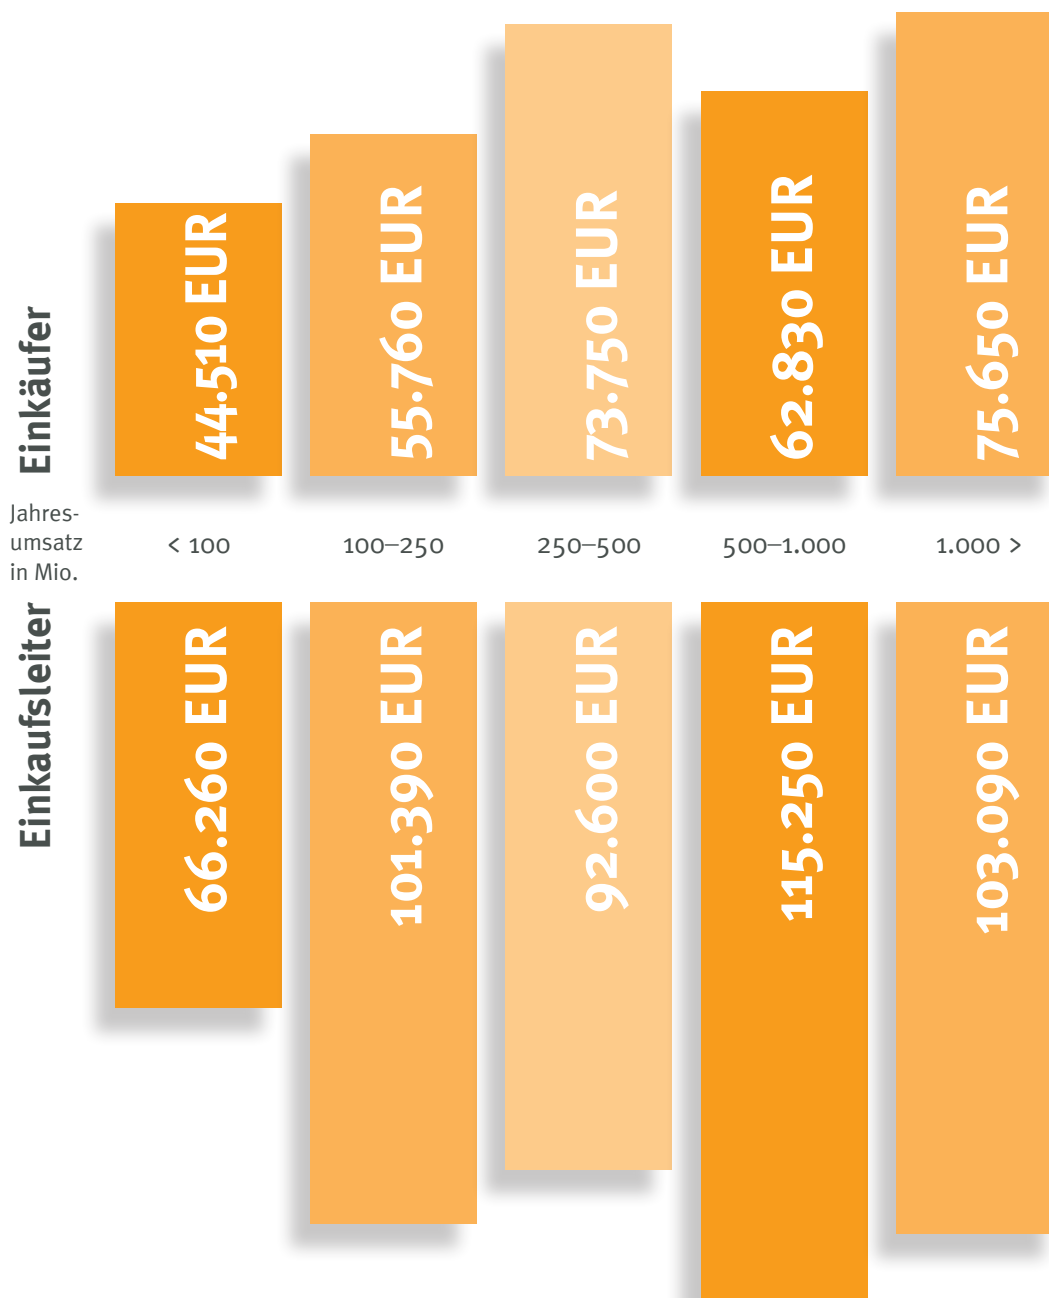 Einkäufer
44.510 EUR
55.760 EUR
73.750 EUR
62.830 EUR
75.650 EUR
Jahres-
umsatz
in Mio.
< 100
100–250
250–500
500–1.000
1.000 >
Einkaufsleiter
66.260 EUR
101.390 EUR
92.600 EUR
115.250 EUR
103.090 EUR